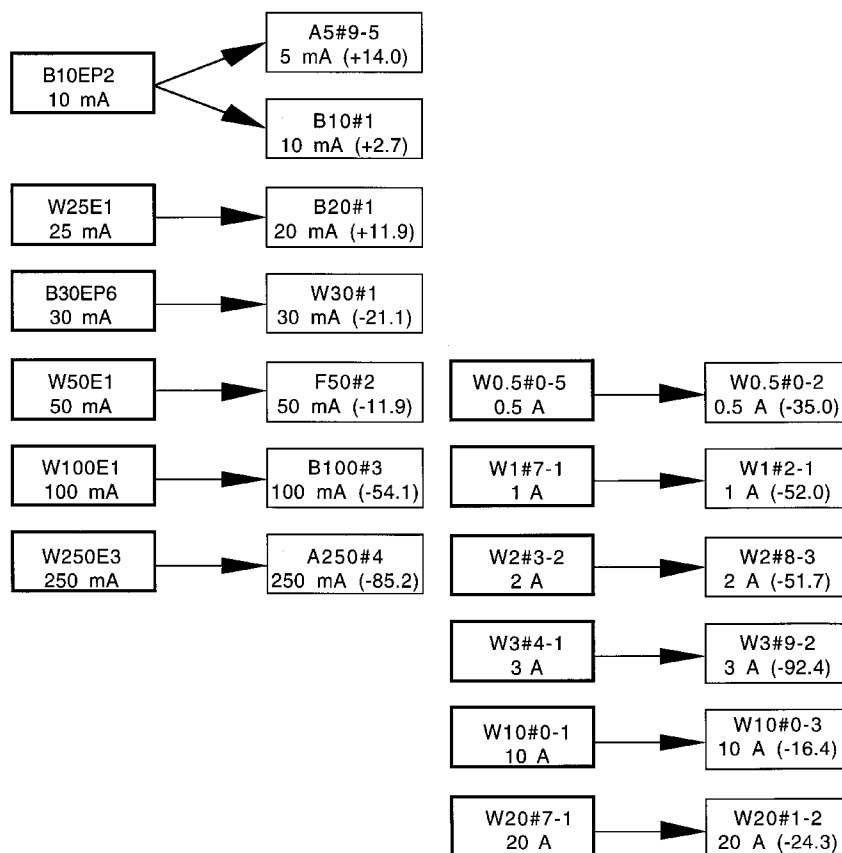 B10EP2
10 mA
A5#9-5
5 mA (+14.0)
B10#1
10 mA (+2.7)
W25E1
25 mA
B20#1
20 mA (+11.9)
B30EP6
30 mA
W30#1
30 mA (-21.1)
W50E1
50 mA
F50#2
50 mA (-11.9)
W100E1
100 mA
B100#3
100 mA (-54.1)
W250E3
250 mA
A250#4
250 mA (-85.2)
W0.5#0-5
0.5 A
W0.5#0-2
0.5 A (-35.0)
W1#7-1
1 A
W1#2-1
1 A (-52.0)
W2#3-2
2 A
W2#8-3
2 A (-51.7)
W3#4-1
3 A
W3#9-2
3 A (-92.4)
W10#0-1
10 A
W10#0-3
10 A (-16.4)
W20#7-1
20 A
W20#1-2
20 A (-24.3)